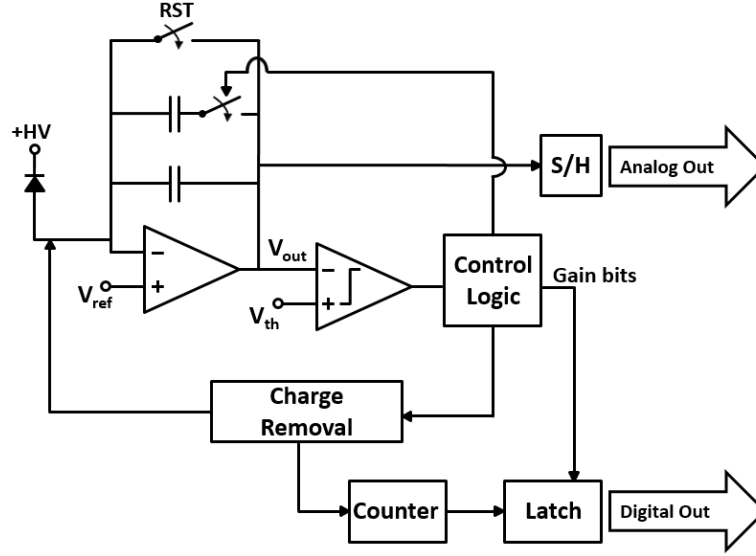 RST
+HV
S/H
Analog Out
−
+
V_ref
V_out
−
+
V_th
Control
Logic
Gain bits
Charge
Removal
Counter
Latch
Digital Out